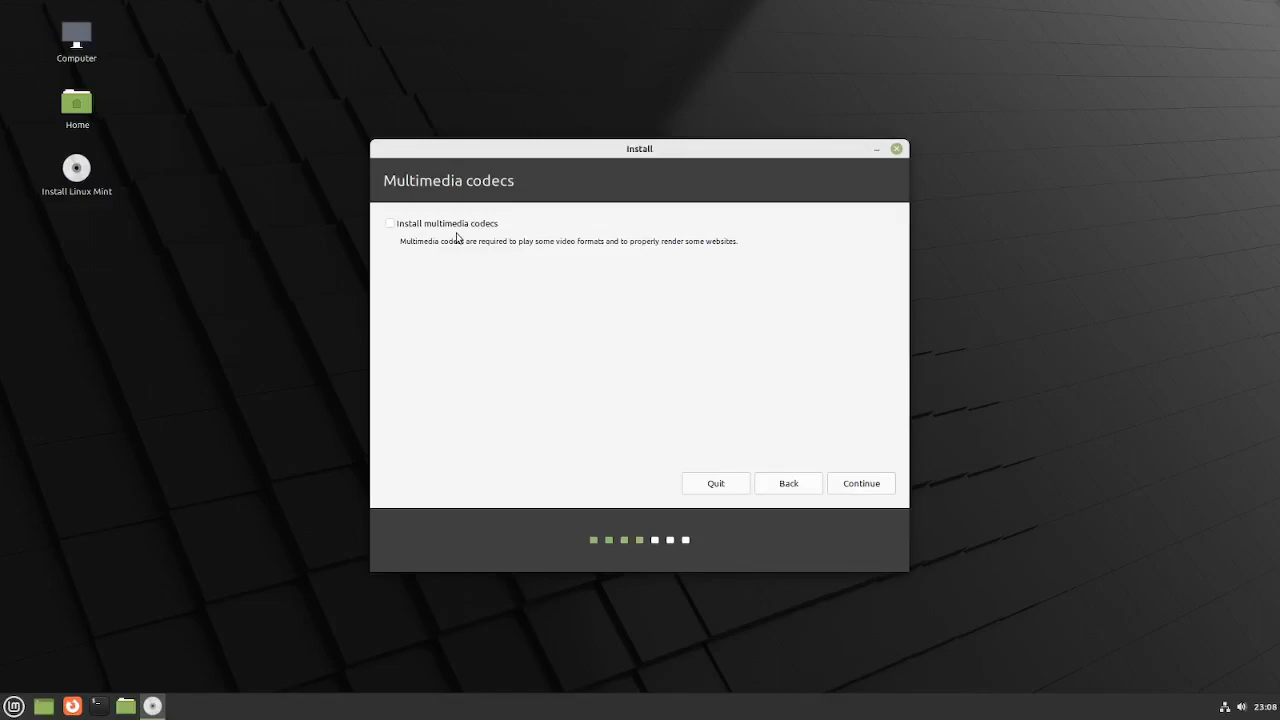 Computer
Home
Install Linux Mint
Install
Multimedia codecs
Install multimedia codecs
Multimedia codecs are required to play some video formats and to properly render some websites.
Quit
Back
Continue
23:08